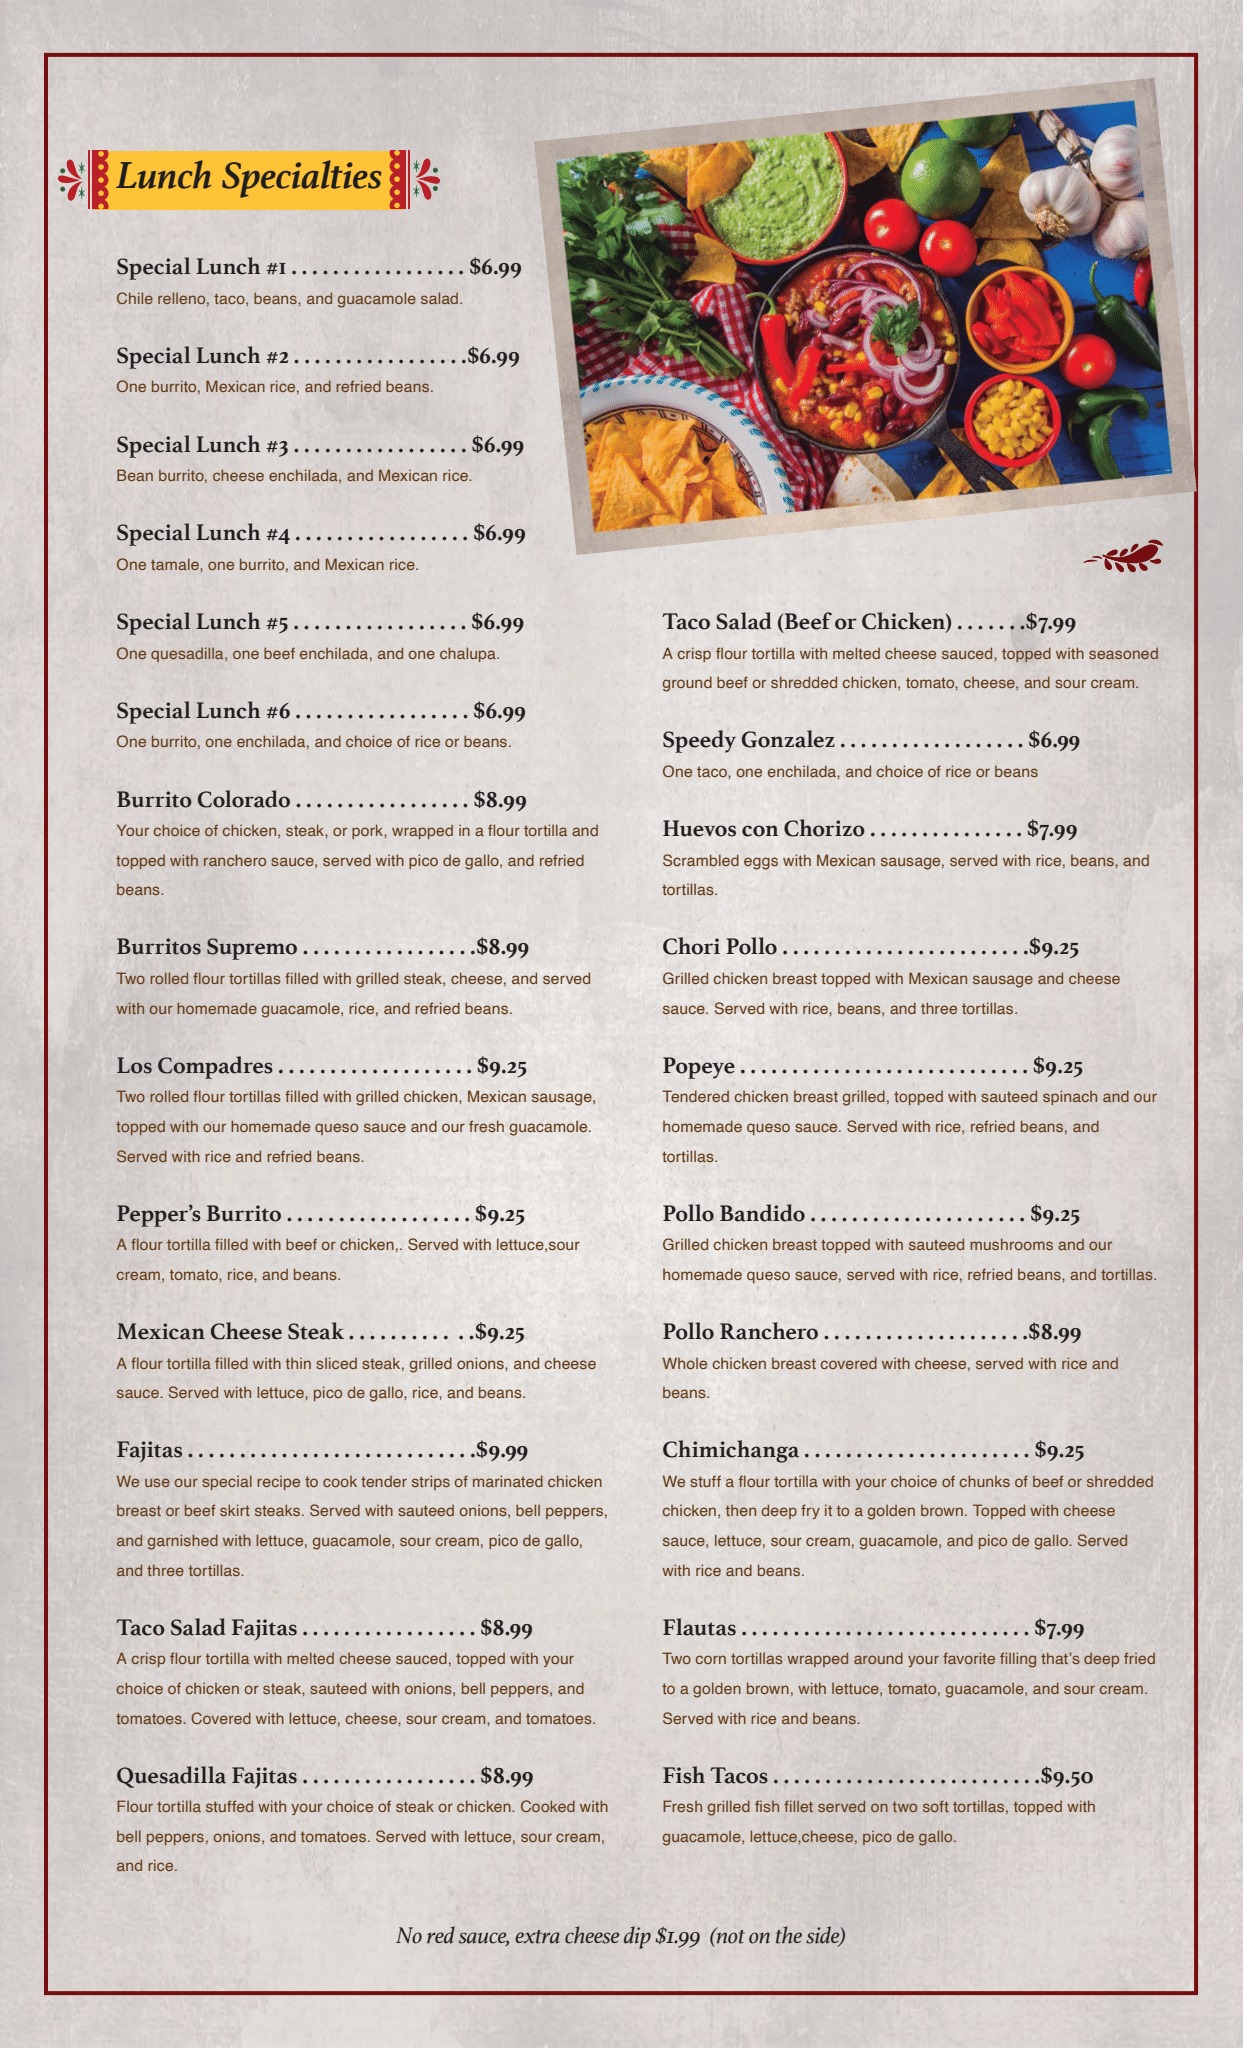 Lunch Specialties
Special Lunch #1 . . . . . . . . . . . . . . . . . $6.99
Chile relleno, taco, beans, and guacamole salad.
Special Lunch #2 . . . . . . . . . . . . . . . . .$6.99
One burrito, Mexican rice, and refried beans.
Special Lunch #3 . . . . . . . . . . . . . . . . . $6.99
Bean burrito, cheese enchilada, and Mexican rice.
Special Lunch #4 . . . . . . . . . . . . . . . . . $6.99
One tamale, one burrito, and Mexican rice.
Special Lunch #5 . . . . . . . . . . . . . . . . . $6.99
One quesadilla, one beef enchilada, and one chalupa.
Special Lunch #6 . . . . . . . . . . . . . . . . . $6.99
One burrito, one enchilada, and choice of rice or beans.
Burrito Colorado . . . . . . . . . . . . . . . . . $8.99
Your choice of chicken, steak, or pork, wrapped in a flour tortilla and
topped with ranchero sauce, served with pico de gallo, and refried
beans.
Burritos Supremo . . . . . . . . . . . . . . . . .$8.99
Two rolled flour tortillas filled with grilled steak, cheese, and served
with our homemade guacamole, rice, and refried beans.
Los Compadres . . . . . . . . . . . . . . . . . . . $9.25
Two rolled flour tortillas filled with grilled chicken, Mexican sausage,
topped with our homemade queso sauce and our fresh guacamole.
Served with rice and refried beans.
Pepper’s Burrito . . . . . . . . . . . . . . . . . . $9.25
A flour tortilla filled with beef or chicken,. Served with lettuce,sour
cream, tomato, rice, and beans.
Mexican Cheese Steak . . . . . . . . . . . .$9.25
A flour tortilla filled with thin sliced steak, grilled onions, and cheese
sauce. Served with lettuce, pico de gallo, rice, and beans.
Fajitas . . . . . . . . . . . . . . . . . . . . . . . . . . . .$9.99
We use our special recipe to cook tender strips of marinated chicken
breast or beef skirt steaks. Served with sauteed onions, bell peppers,
and garnished with lettuce, guacamole, sour cream, pico de gallo,
and three tortillas.
Taco Salad Fajitas . . . . . . . . . . . . . . . . . $8.99
A crisp flour tortilla with melted cheese sauced, topped with your
choice of chicken or steak, sauteed with onions, bell peppers, and
tomatoes. Covered with lettuce, cheese, sour cream, and tomatoes.
Quesadilla Fajitas . . . . . . . . . . . . . . . . . $8.99
Flour tortilla stuffed with your choice of steak or chicken. Cooked with
bell peppers, onions, and tomatoes. Served with lettuce, sour cream,
and rice.
Taco Salad (Beef or Chicken) . . . . . . .$7.99
A crisp flour tortilla with melted cheese sauced, topped with seasoned
ground beef or shredded chicken, tomato, cheese, and sour cream.
Speedy Gonzalez . . . . . . . . . . . . . . . . . . $6.99
One taco, one enchilada, and choice of rice or beans
Huevos con Chorizo . . . . . . . . . . . . . . . $7.99
Scrambled eggs with Mexican sausage, served with rice, beans, and
tortillas.
Chori Pollo . . . . . . . . . . . . . . . . . . . . . . . .$9.25
Grilled chicken breast topped with Mexican sausage and cheese
sauce. Served with rice, beans, and three tortillas.
Popeye . . . . . . . . . . . . . . . . . . . . . . . . . . . . $9.25
Tendered chicken breast grilled, topped with sauteed spinach and our
homemade queso sauce. Served with rice, refried beans, and
tortillas.
Pollo Bandido . . . . . . . . . . . . . . . . . . . . . $9.25
Grilled chicken breast topped with sauteed mushrooms and our
homemade queso sauce, served with rice, refried beans, and tortillas.
Pollo Ranchero . . . . . . . . . . . . . . . . . . . .$8.99
Whole chicken breast covered with cheese, served with rice and
beans.
Chimichanga . . . . . . . . . . . . . . . . . . . . . . $9.25
We stuff a flour tortilla with your choice of chunks of beef or shredded
chicken, then deep fry it to a golden brown. Topped with cheese
sauce, lettuce, sour cream, guacamole, and pico de gallo. Served
with rice and beans.
Flautas . . . . . . . . . . . . . . . . . . . . . . . . . . . . $7.99
Two corn tortillas wrapped around your favorite filling that’s deep fried
to a golden brown, with lettuce, tomato, guacamole, and sour cream.
Served with rice and beans.
Fish Tacos . . . . . . . . . . . . . . . . . . . . . . . . . .$9.50
Fresh grilled fish fillet served on two soft tortillas, topped with
guacamole, lettuce,cheese, pico de gallo.
No red sauce, extra cheese dip $1.99 (not on the side)